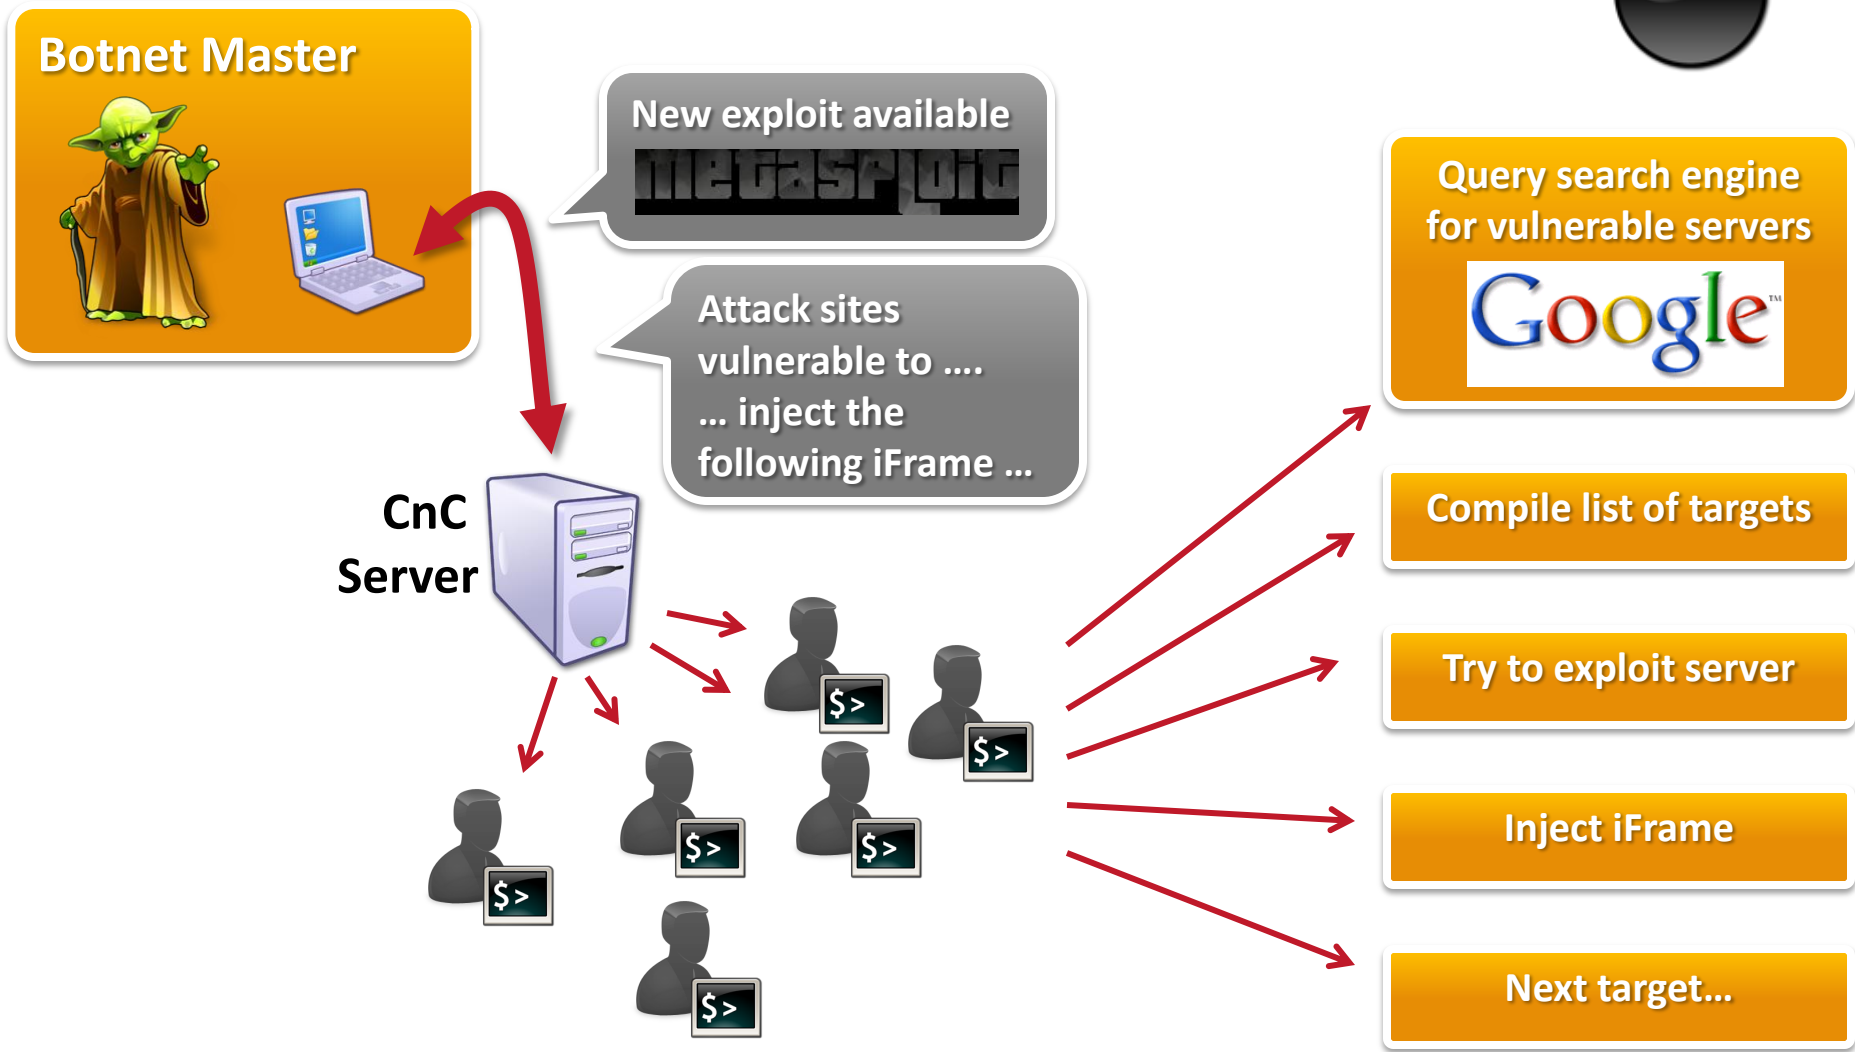 Botnet Master
New exploit available
metasploit
Attack sites
vulnerable to ....
... inject the
following iFrame ...
CnC
Server
$>
$>
$>
$>
$>
$>
Query search engine
for vulnerable servers
Google™
Compile list of targets
Try to exploit server
Inject iFrame
Next target...